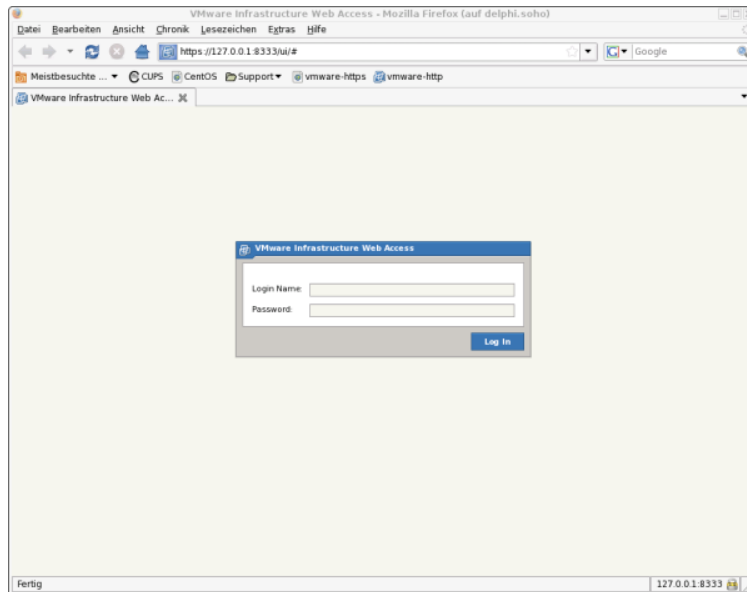 VMware Infrastructure Web Access - Mozilla Firefox (auf delphi.soho)
Datei Bearbeiten Ansicht Chronik Lesezeichen Extras Hilfe
https://127.0.0.1:8333/ui/# Google
Meistbesuchte ... CUPS CentOS Support vmware-https vmware-http
VMware Infrastructure Web Ac...
VMware Infrastructure Web Access
Login Name:
Password:
Log In
Fertig 127.0.0.1:8333